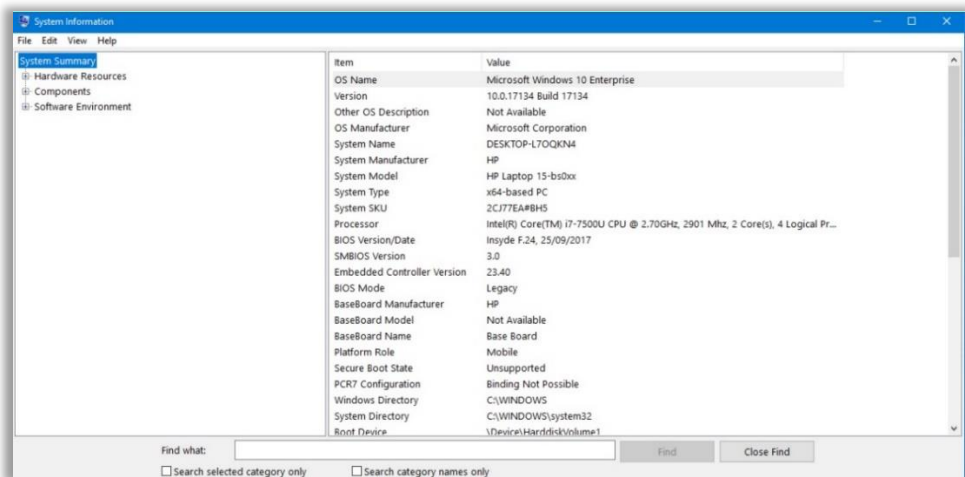 System Information
File Edit View Help
System Summary
Hardware Resources
Components
Software Environment
Item Value
OS Name Microsoft Windows 10 Enterprise
Version 10.0.17134 Build 17134
Other OS Description Not Available
OS Manufacturer Microsoft Corporation
System Name DESKTOP-L7OQKN4
System Manufacturer HP
System Model HP Laptop 15-bs0xx
System Type x64-based PC
System SKU 2CJ77EA#BH5
Processor Intel(R) Core(TM) i7-7500U CPU @ 2.70GHz, 2901 Mhz, 2 Core(s), 4 Logical Pr...
BIOS Version/Date Insyde F.24, 25/09/2017
SMBIOS Version 3.0
Embedded Controller Version 23.40
BIOS Mode Legacy
BaseBoard Manufacturer HP
BaseBoard Model Not Available
BaseBoard Name Base Board
Platform Role Mobile
Secure Boot State Unsupported
PCR7 Configuration Binding Not Possible
Windows Directory C:\WINDOWS
System Directory C:\WINDOWS\system32
Boot Device \Device\HarddiskVolume1
Find what: Find Close Find
Search selected category only Search category names only